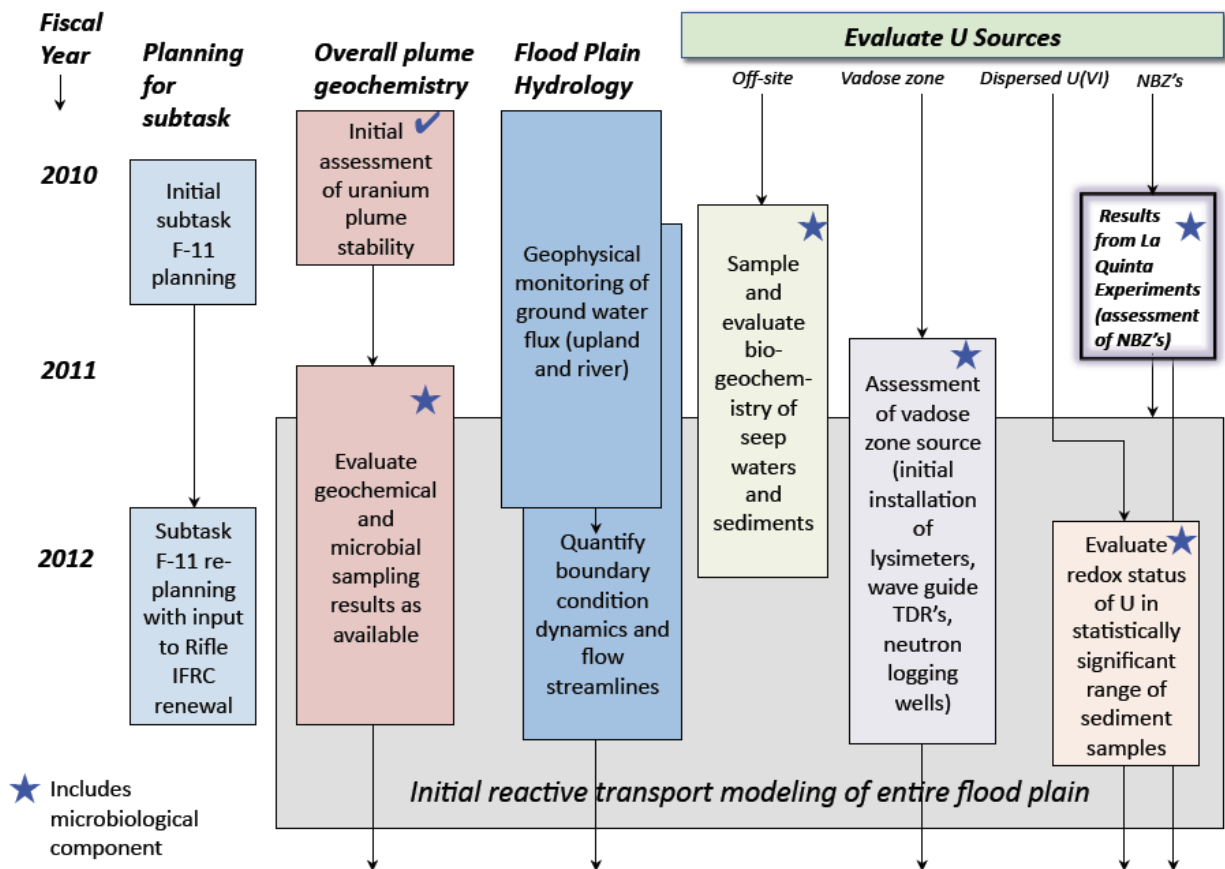 Fiscal
Year
Planning
for
subtask
Overall plume
geochemistry
Flood Plain
Hydrology
Evaluate U Sources
Off-site
Vadose zone
Dispersed U(VI)
NBZ's
2010
2011
2012
Initial
subtask
F-11
planning
Subtask
F-11 re-
planning
with input
to Rifle
IFRC
renewal
Initial
assessment
of uranium
plume
stability
Evaluate
geochemical
and
microbial
sampling
results as
available
Geophysical
monitoring of
ground water
flux (upland
and river)
Quantify
boundary
condition
dynamics and
flow
streamlines
Sample
and
evaluate
bio-
geochem-
istry of
seep
waters
and
sediments
Assessment
of vadose
zone source
(initial
installation
of
lysimeters,
wave guide
TDR's,
neutron
logging
wells)
Results
from La
Quinta
Experiments
(assessment
of NBZ's)
Evaluate
redox status
of U in
statistically
significant
range of
sediment
samples
Initial reactive transport modeling of entire flood plain
Includes
microbiological
component